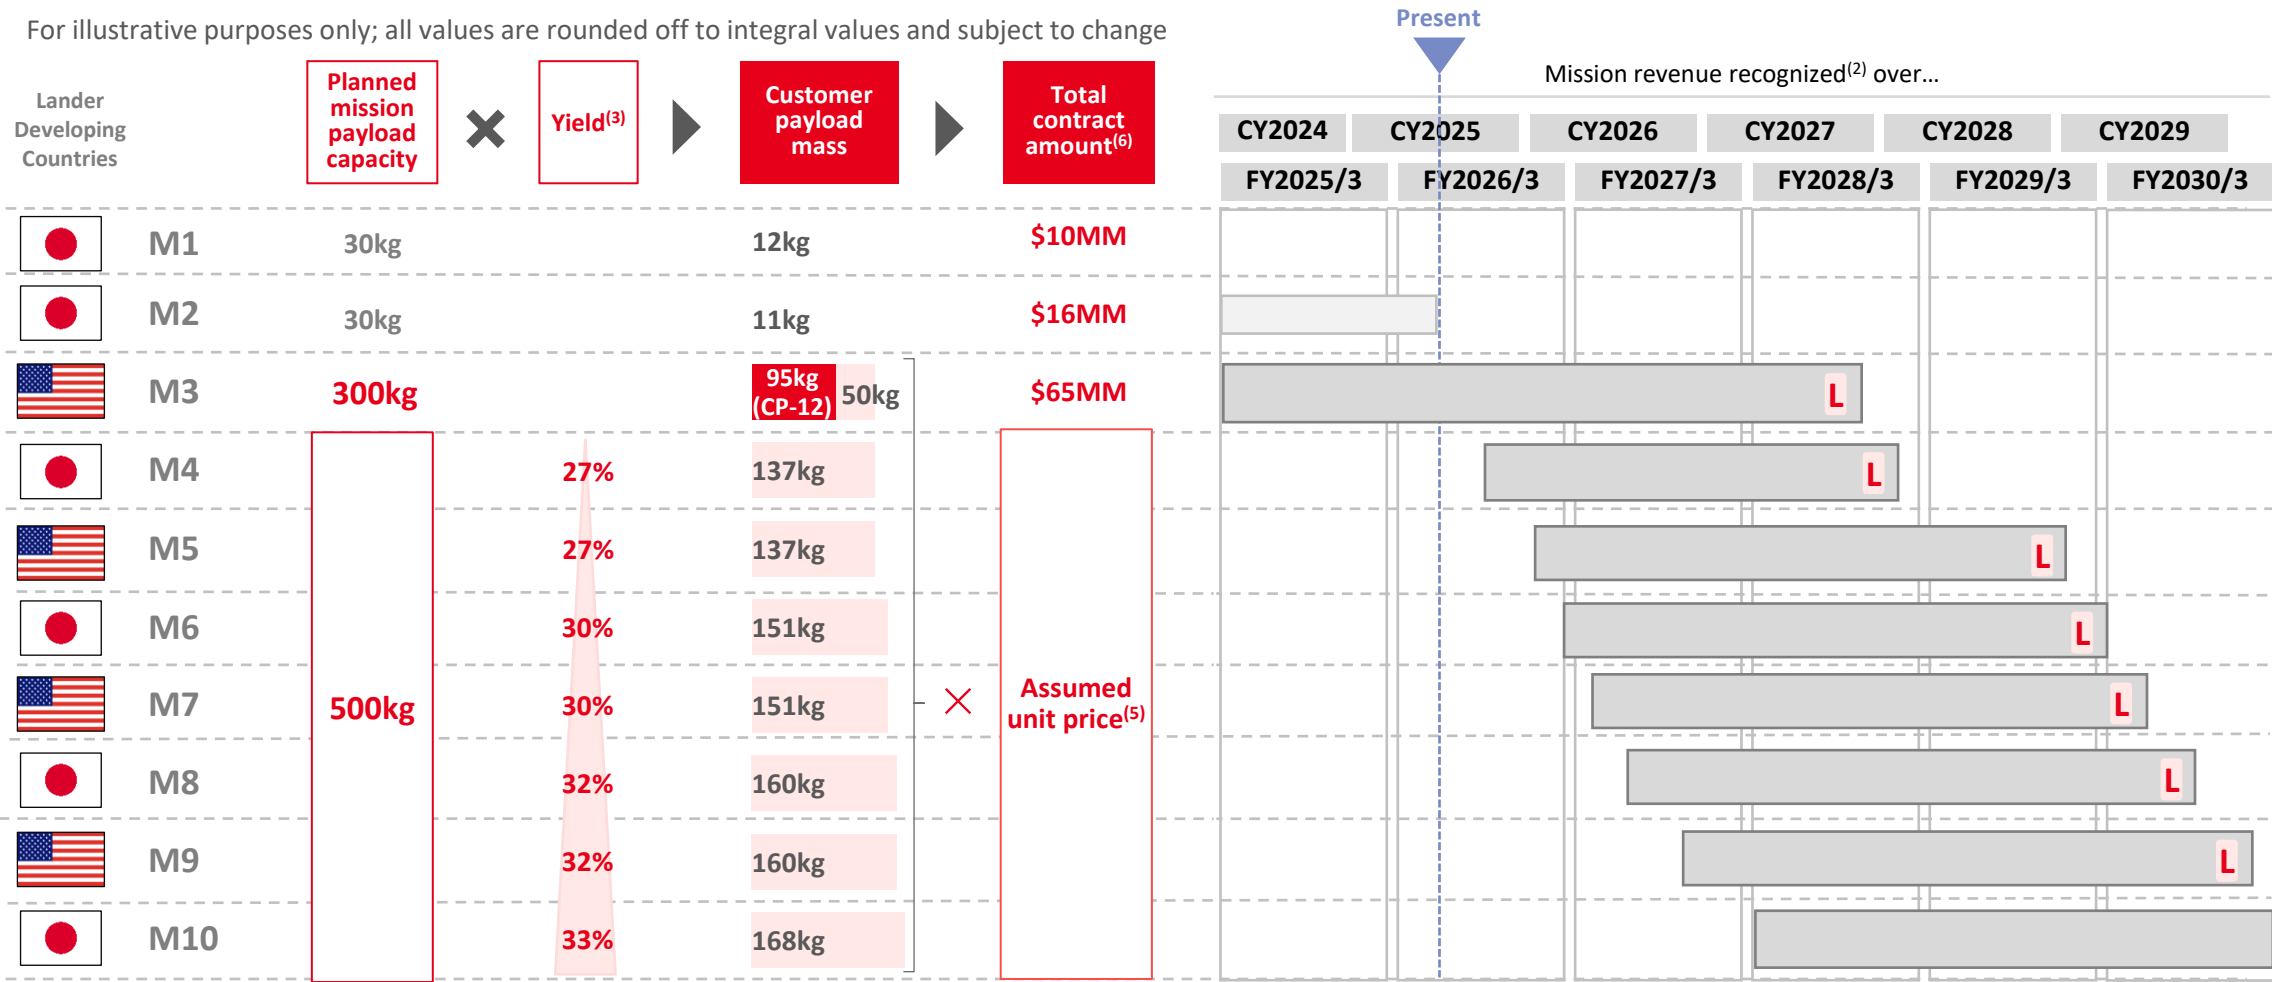 For illustrative purposes only; all values are rounded off to integral values and subject to change
Present
Mission revenue recognized(2) over…
Lander
Developing
Countries
Planned
mission
payload
capacity
Yield(3)
Customer
payload
mass
Total
contract
amount(6)
CY2024 CY2025 CY2026 CY2027 CY2028 CY2029
FY2025/3 FY2026/3 FY2027/3 FY2028/3 FY2029/3 FY2030/3
M1 30kg 12kg $10MM
M2 30kg 11kg $16MM
M3 300kg 95kg (CP-12) 50kg $65MM L
M4 27% 137kg L
M5 27% 137kg L
M6 30% 151kg L
M7 500kg 30% 151kg Assumed unit price(5) L
M8 32% 160kg L
M9 32% 160kg L
M10 33% 168kg